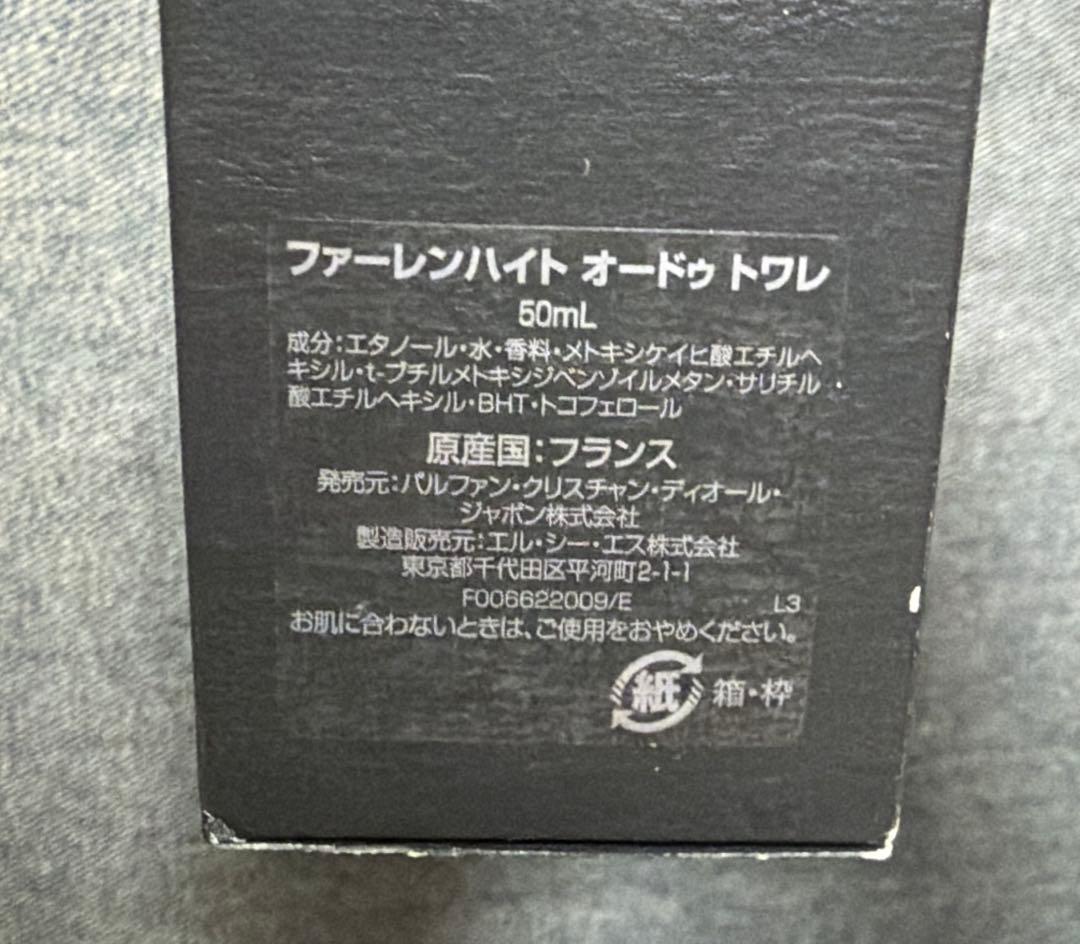 ファーレンハイト オードゥ トワレ
50mL
成分:エタノール・水・香料・メトキシケイヒ酸エチルヘ
キシル・t-ブチルメトキシジベンゾイルメタン・サリチル
酸エチルヘキシル・BHT・トコフェロール
原産国:フランス
発売元:パルファン・クリスチャン・ディオール・
ジャポン株式会社
製造販売元:エル・シー・エス株式会社
東京都千代田区平河町2-1-1
F006622009/E L3
お肌に合わないときは、ご使用をおやめください。
紙 箱・枠